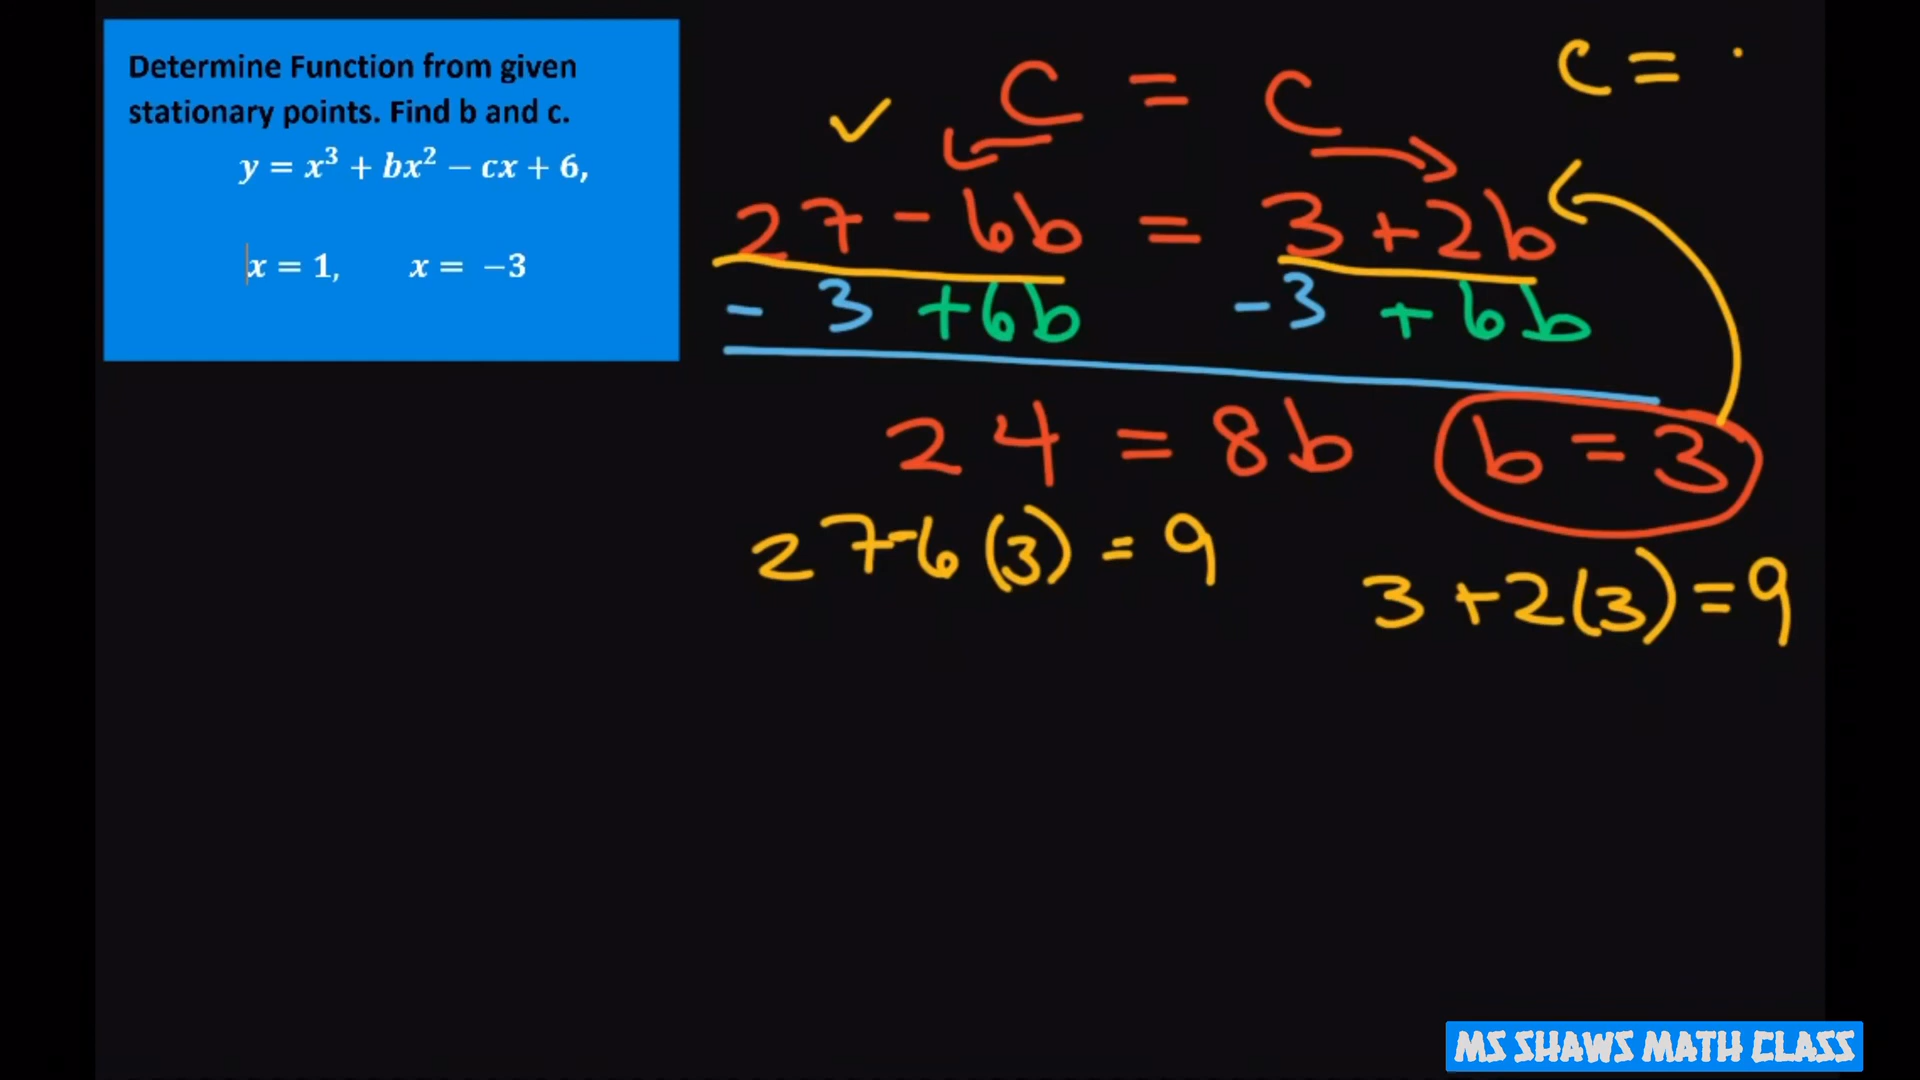 Determine Function from given
stationary points. Find b and c.
y = x³ + bx² − cx + 6,
x = 1, x = −3
c =
✓ C = C
27 - 6b = 3 + 2b
- 3 + 6b - 3 + 6b
24 = 8b b = 3
27 - 6 (3) = 9
3 + 2(3) = 9
MS SHAWS MATH CLASS